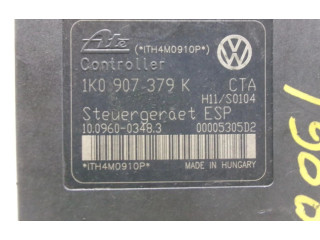 Ate (*ITH4M0910P*)
Controller
1K0 907 379 K CTA
H11/S0104
Steuergeräet ESP
10.0960-0348.3 00005305D2
*ITH4M0910P* MADE IN HUNGARY